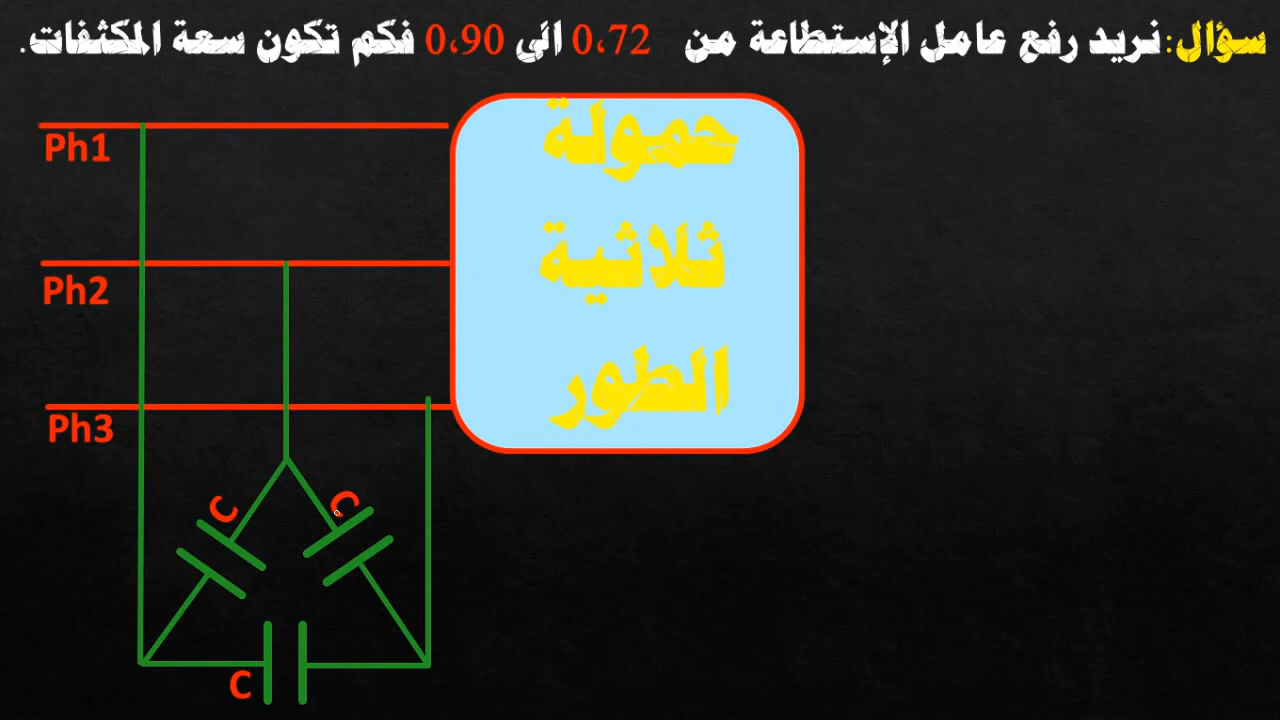 سؤال: نريد رفع عامل الإستطاعة من 0،72 الى 0،90 فكم تكون سعة المكثفات.
Ph1
Ph2
Ph3
حمولة
ثلاثية
الطور
C
C
C